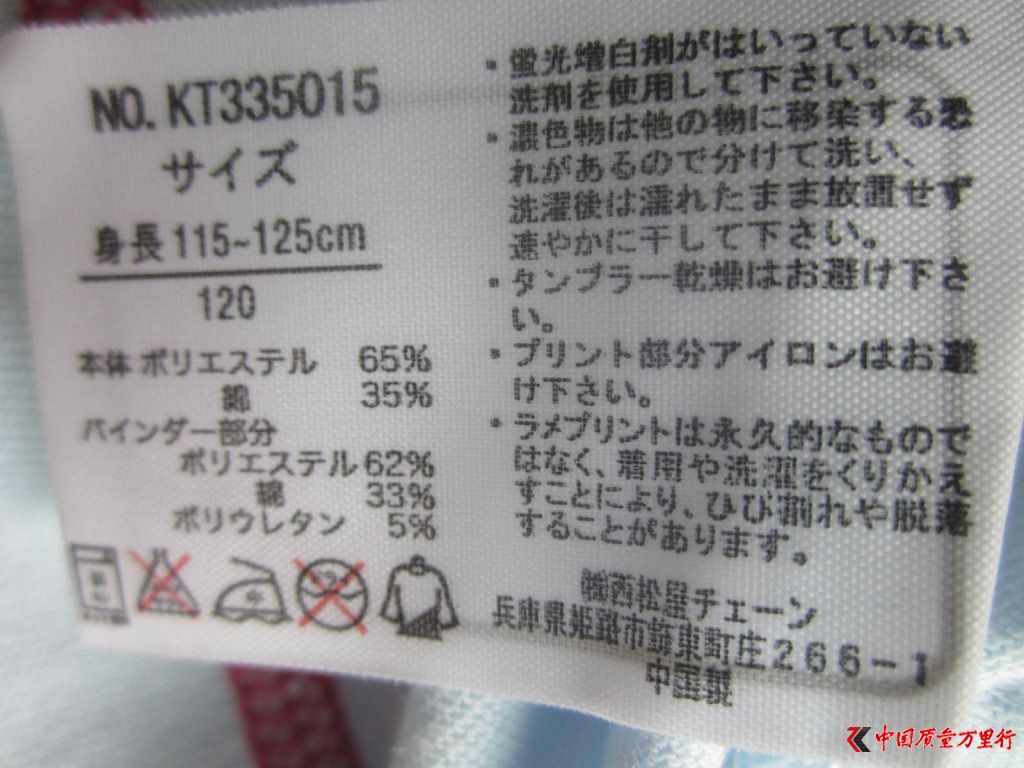 NO. KT335015
サイズ
身長 115~125cm
120
本体 ポリエステル 65%
綿 35%
バインダー部分
ポリエステル 62%
綿 33%
ポリウレタン 5%
中
・蛍光増白剤がはいっていない
洗剤を使用して下さい。
・濃色物は他の物に移染する恐
れがあるので分けて洗い、
洗濯後は濡れたまま放置せず
速やかに干して下さい。
・タンブラー乾燥はお避け下さ
い。
・プリント部分アイロンはお避
け下さい。
・ラメプリントは永久的なもので
はなく、着用や洗濯をくりかえ
すことにより、ひび割れや脱落
することがあります。
㈱西松屋チェーン
兵庫県姫路市飾東町庄266-1
中国製
中国质量万里行